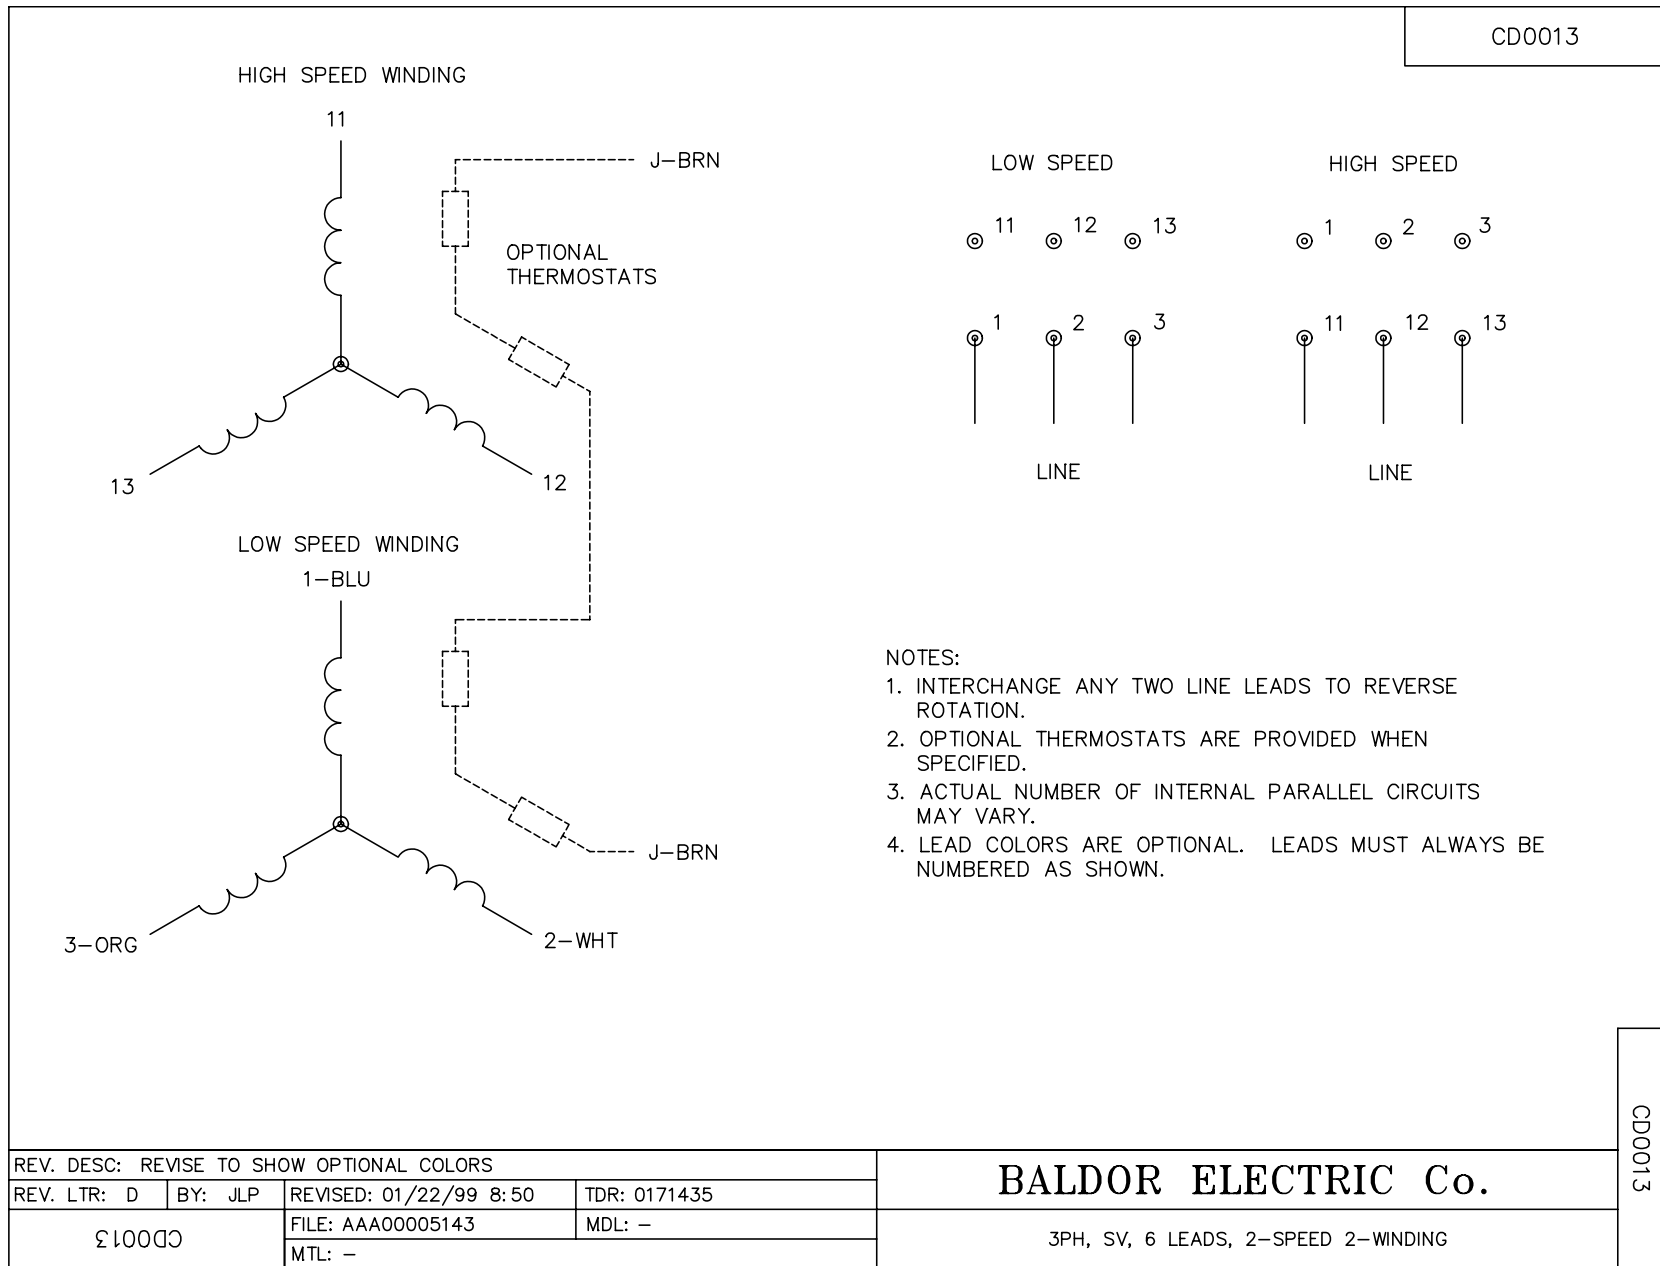 CD0013
HIGH SPEED WINDING
11
J-BRN
OPTIONAL
THERMOSTATS
13
12
LOW SPEED WINDING
1-BLU
J-BRN
3-ORG
2-WHT
LOW SPEED
11 12 13
1 2 3
LINE
HIGH SPEED
1 2 3
11 12 13
LINE
NOTES:
1. INTERCHANGE ANY TWO LINE LEADS TO REVERSE
ROTATION.
2. OPTIONAL THERMOSTATS ARE PROVIDED WHEN
SPECIFIED.
3. ACTUAL NUMBER OF INTERNAL PARALLEL CIRCUITS
MAY VARY.
4. LEAD COLORS ARE OPTIONAL. LEADS MUST ALWAYS BE
NUMBERED AS SHOWN.
CD0013
REV. DESC: REVISE TO SHOW OPTIONAL COLORS
REV. LTR: D BY: JLP REVISED: 01/22/99 8:50 TDR: 0171435
CD0013
FILE: AAA00005143 MDL: -
MTL: -
BALDOR ELECTRIC Co.
3PH, SV, 6 LEADS, 2-SPEED 2-WINDING